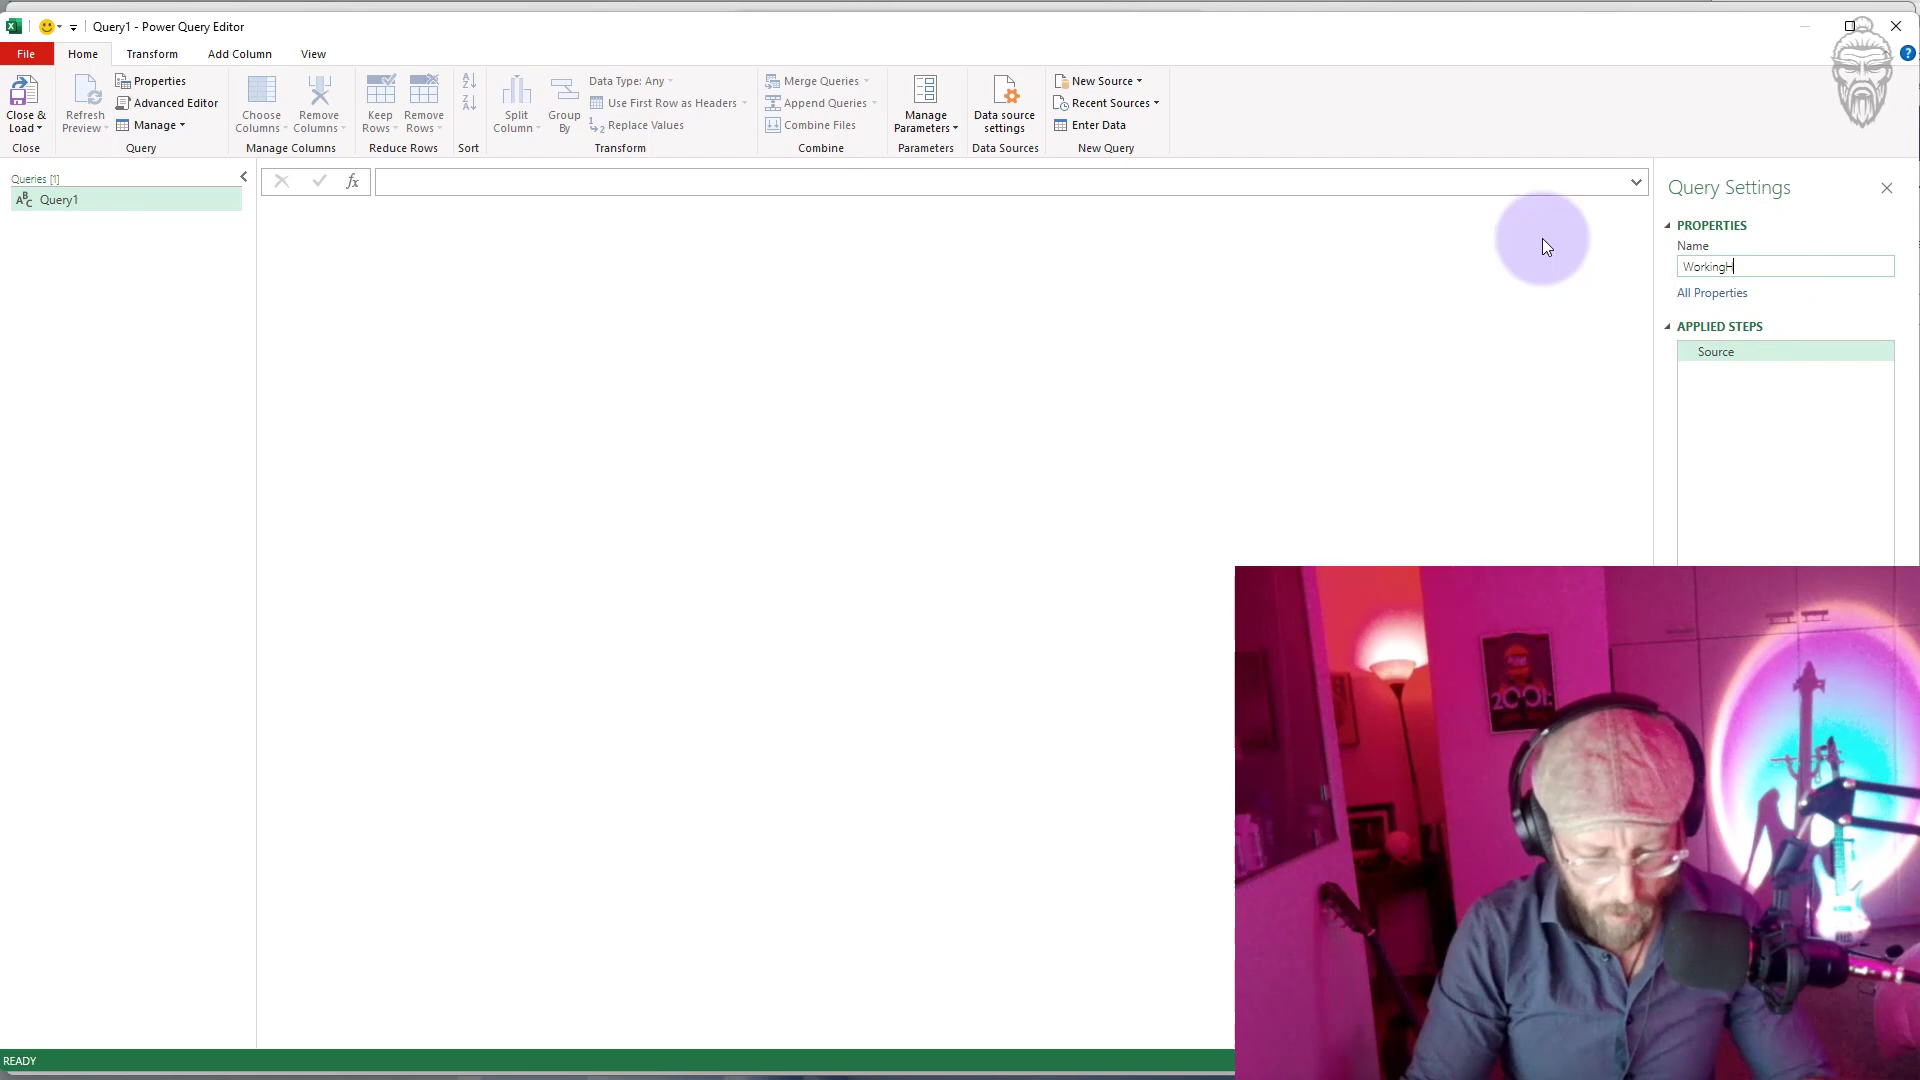 Query1 - Power Query Editor
File
Home
Transform
Add Column
View
?
Close & Load
Close
Refresh Preview
Properties
Advanced Editor
Manage
Query
Choose Columns
Remove Columns
Manage Columns
Keep Rows
Remove Rows
Reduce Rows
Sort
Split Column
Group By
Data Type: Any
Use First Row as Headers
Replace Values
Transform
Merge Queries
Append Queries
Combine Files
Combine
Manage Parameters
Parameters
Data source settings
Data Sources
New Source
Recent Sources
Enter Data
New Query
Queries [1]
Query1
fx
Query Settings
PROPERTIES
Name
WorkingH
All Properties
APPLIED STEPS
Source
2001:
READY